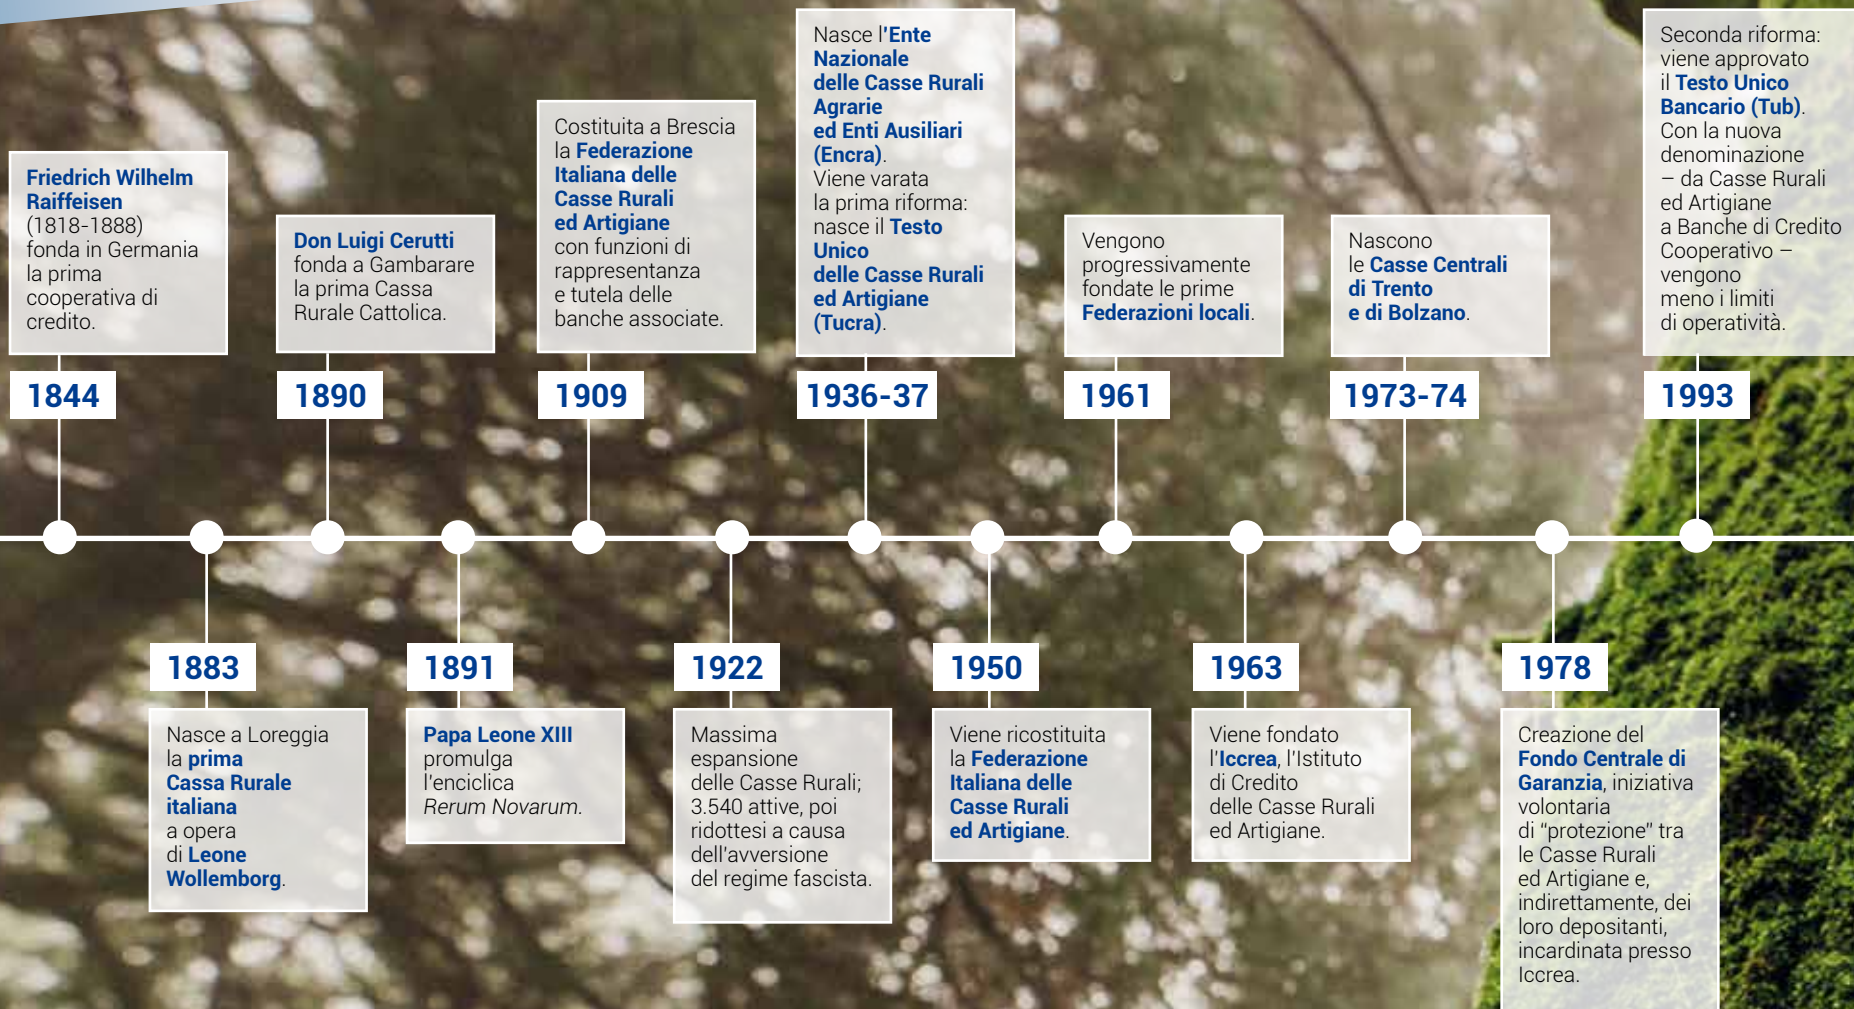 Friedrich Wilhelm
Raiffeisen
(1818-1888)
fonda in Germania
la prima
cooperativa di
credito.
1844
1883
Nasce a Loreggia
la prima
Cassa Rurale
italiana
a opera
di Leone
Wollemborg.
Don Luigi Cerutti
fonda a Gambarare
la prima Cassa
Rurale Cattolica.
1890
1891
Papa Leone XIII
promulga
l'enciclica
Rerum Novarum.
Costituita a Brescia
la Federazione
Italiana delle
Casse Rurali
ed Artigiane
con funzioni di
rappresentanza
e tutela delle
banche associate.
1909
1922
Massima
espansione
delle Casse Rurali;
3.540 attive, poi
ridottesi a causa
dell'avversione
del regime fascista.
Nasce l'Ente
Nazionale
delle Casse Rurali
Agrarie
ed Enti Ausiliari
(Encra).
Viene varata
la prima riforma:
nasce il Testo
Unico
delle Casse Rurali
ed Artigiane
(Tucra).
1936-37
1950
Viene ricostituita
la Federazione
Italiana delle
Casse Rurali
ed Artigiane.
Vengono
progressivamente
fondate le prime
Federazioni locali.
1961
1963
Viene fondato
l'Iccrea, l'Istituto
di Credito
delle Casse Rurali
ed Artigiane.
Nascono
le Casse Centrali
di Trento
e di Bolzano.
1973-74
1978
Creazione del
Fondo Centrale di
Garanzia, iniziativa
volontaria
di "protezione" tra
le Casse Rurali
ed Artigiane e,
indirettamente, dei
loro depositanti,
incardinata presso
Iccrea.
Seconda riforma:
viene approvato
il Testo Unico
Bancario (Tub).
Con la nuova
denominazione
– da Casse Rurali
ed Artigiane
a Banche di Credito
Cooperativo –
vengono
meno i limiti
di operatività.
1993